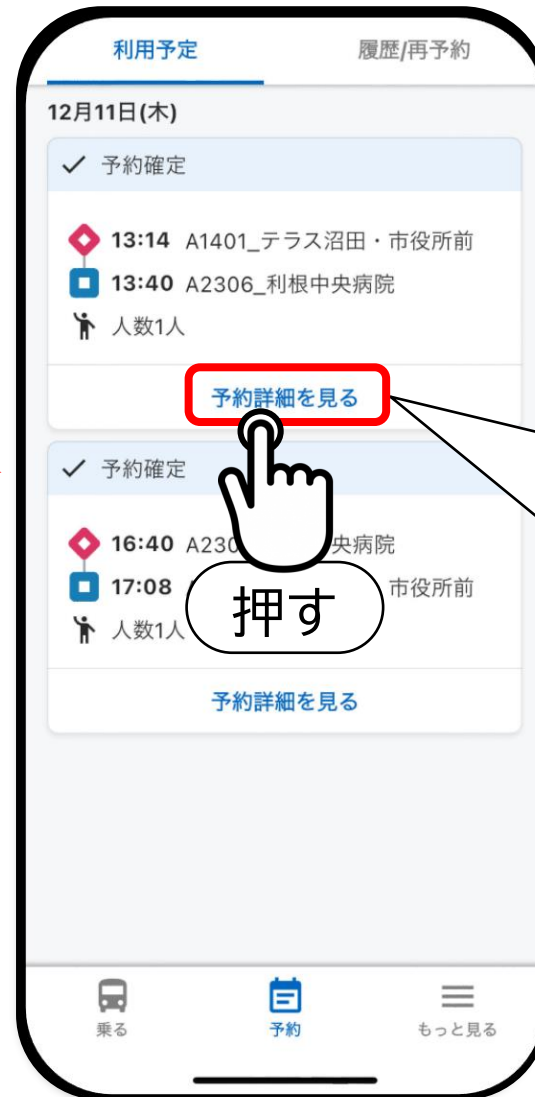 利用予定
履歴/再予約
12月11日(木)
予約確定
13:14 A1401_テラス沼田・市役所前
13:40 A2306_利根中央病院
人数1人
予約詳細を見る
予約確定
16:40 A230 央病院
17:08 市役所前
人数1人
押す
予約詳細を見る
乗る
予約
もっと見る